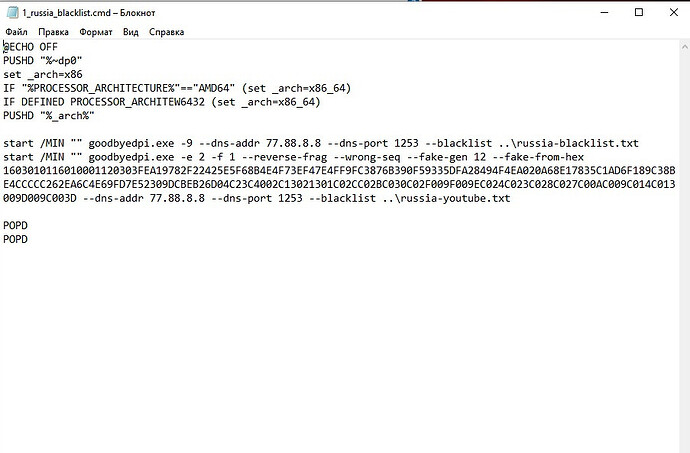 1_russia_blacklist.cmd – Блокнот
Файл Правка Формат Вид Справка
@ECHO OFF
PUSHD "%~dp0"
set _arch=x86
IF "%PROCESSOR_ARCHITECTURE%"=="AMD64" (set _arch=x86_64)
IF DEFINED PROCESSOR_ARCHITEW6432 (set _arch=x86_64)
PUSHD "%_arch%"
start /MIN "" goodbyedpi.exe -9 --dns-addr 77.88.8.8 --dns-port 1253 --blacklist ..\russia-blacklist.txt
start /MIN "" goodbyedpi.exe -e 2 -f 1 --reverse-frag --wrong-seq --fake-gen 12 --fake-from-hex
1603010116010001120303FEA19782F22425E5F68B4E4F73EF47E4FF9FC3876B390F59335DFA28494F4EA020A68E17835C1AD6F189C38B
E4CCCCC262EA6C4E69FD7E52309DCBEB26D04C23C4002C13021301C02CC02BC030C02F009F009EC024C023C028C027C00AC009C014C013
009D009C003D --dns-addr 77.88.8.8 --dns-port 1253 --blacklist ..\russia-youtube.txt
POPD
POPD